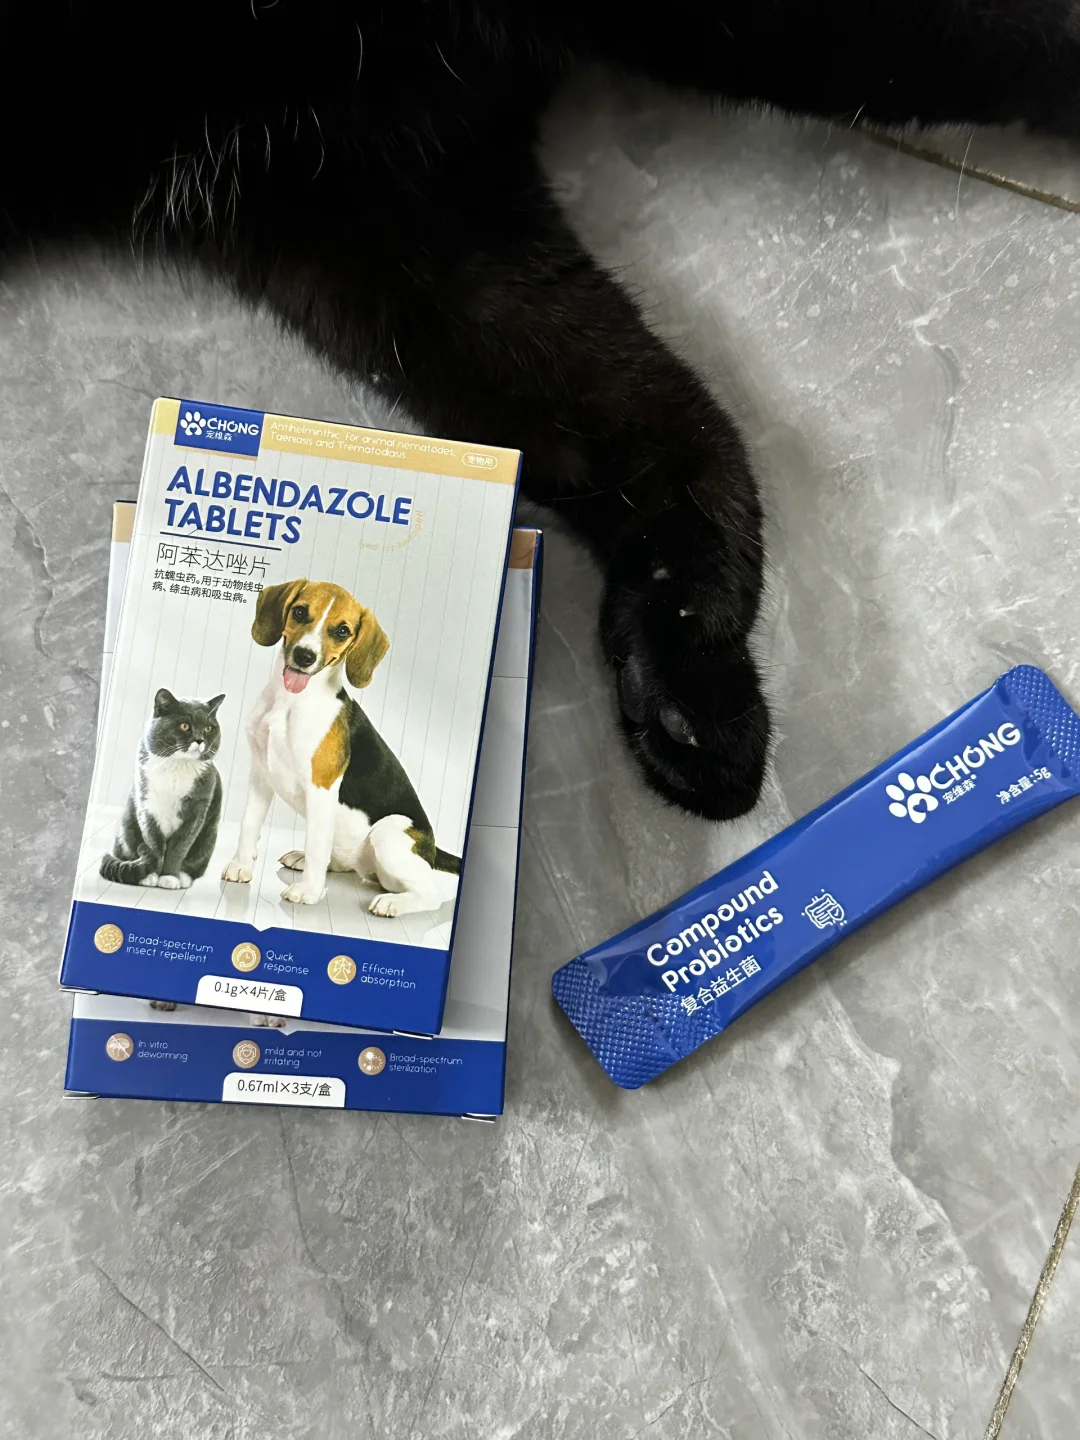 CHONG
宠维森
Antihelminthic for animal nematodes,
Taeniasis and Trematodiasis
宠物用
ALBENDAZOLE
TABLETS
阿苯达唑片
抗蠕虫药。用于动物线虫
病、绦虫病和吸虫病。
Broad-spectrum
insect repellent
Quick
response
Efficient
absorption
0.1g×4片/盒
In vitro
deworming
mild and not
irritating
Broad-spectrum
sterilization
0.67ml×3支/盒
CHONG
宠维森®
净含量:5g
Compound
Probiotics
复合益生菌